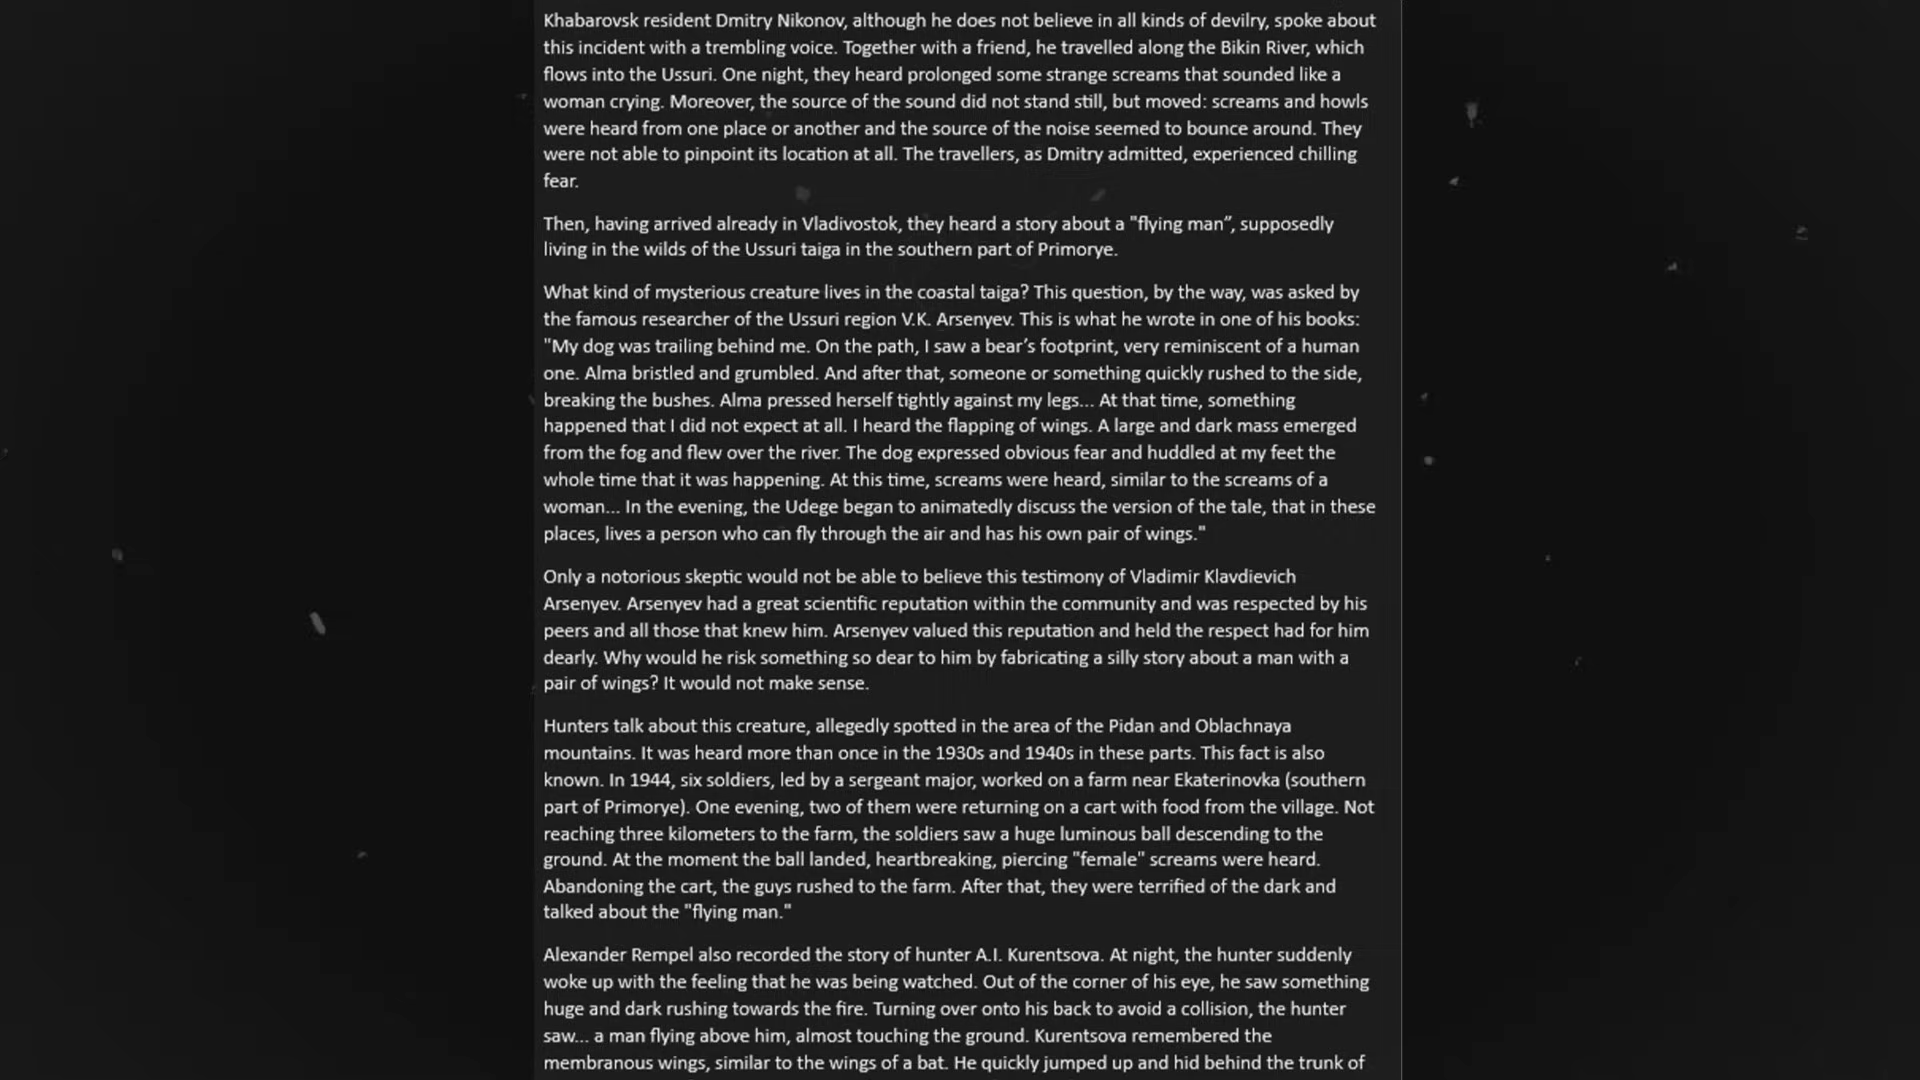 Khabarovsk resident Dmitry Nikonov, although he does not believe in all kinds of devilry, spoke about
this incident with a trembling voice. Together with a friend, he travelled along the Bikin River, which
flows into the Ussuri. One night, they heard prolonged some strange screams that sounded like a
woman crying. Moreover, the source of the sound did not stand still, but moved: screams and howls
were heard from one place or another and the source of the noise seemed to bounce around. They
were not able to pinpoint its location at all. The travellers, as Dmitry admitted, experienced chilling
fear.
Then, having arrived already in Vladivostok, they heard a story about a "flying man”, supposedly
living in the wilds of the Ussuri taiga in the southern part of Primorye.
What kind of mysterious creature lives in the coastal taiga? This question, by the way, was asked by
the famous researcher of the Ussuri region V.K. Arsenyev. This is what he wrote in one of his books:
"My dog was trailing behind me. On the path, I saw a bear’s footprint, very reminiscent of a human
one. Alma bristled and grumbled. And after that, someone or something quickly rushed to the side,
breaking the bushes. Alma pressed herself tightly against my legs... At that time, something
happened that I did not expect at all. I heard the flapping of wings. A large and dark mass emerged
from the fog and flew over the river. The dog expressed obvious fear and huddled at my feet the
whole time that it was happening. At this time, screams were heard, similar to the screams of a
woman... In the evening, the Udege began to animatedly discuss the version of the tale, that in these
places, lives a person who can fly through the air and has his own pair of wings."
Only a notorious skeptic would not be able to believe this testimony of Vladimir Klavdievich
Arsenyev. Arsenyev had a great scientific reputation within the community and was respected by his
peers and all those that knew him. Arsenyev valued this reputation and held the respect had for him
dearly. Why would he risk something so dear to him by fabricating a silly story about a man with a
pair of wings? It would not make sense.
Hunters talk about this creature, allegedly spotted in the area of the Pidan and Oblachnaya
mountains. It was heard more than once in the 1930s and 1940s in these parts. This fact is also
known. In 1944, six soldiers, led by a sergeant major, worked on a farm near Ekaterinovka (southern
part of Primorye). One evening, two of them were returning on a cart with food from the village. Not
reaching three kilometers to the farm, the soldiers saw a huge luminous ball descending to the
ground. At the moment the ball landed, heartbreaking, piercing "female" screams were heard.
Abandoning the cart, the guys rushed to the farm. After that, they were terrified of the dark and
talked about the "flying man."
Alexander Rempel also recorded the story of hunter A.I. Kurentsova. At night, the hunter suddenly
woke up with the feeling that he was being watched. Out of the corner of his eye, he saw something
huge and dark rushing towards the fire. Turning over onto his back to avoid a collision, the hunter
saw... a man flying above him, almost touching the ground. Kurentsova remembered the
membranous wings, similar to the wings of a bat. He quickly jumped up and hid behind the trunk of